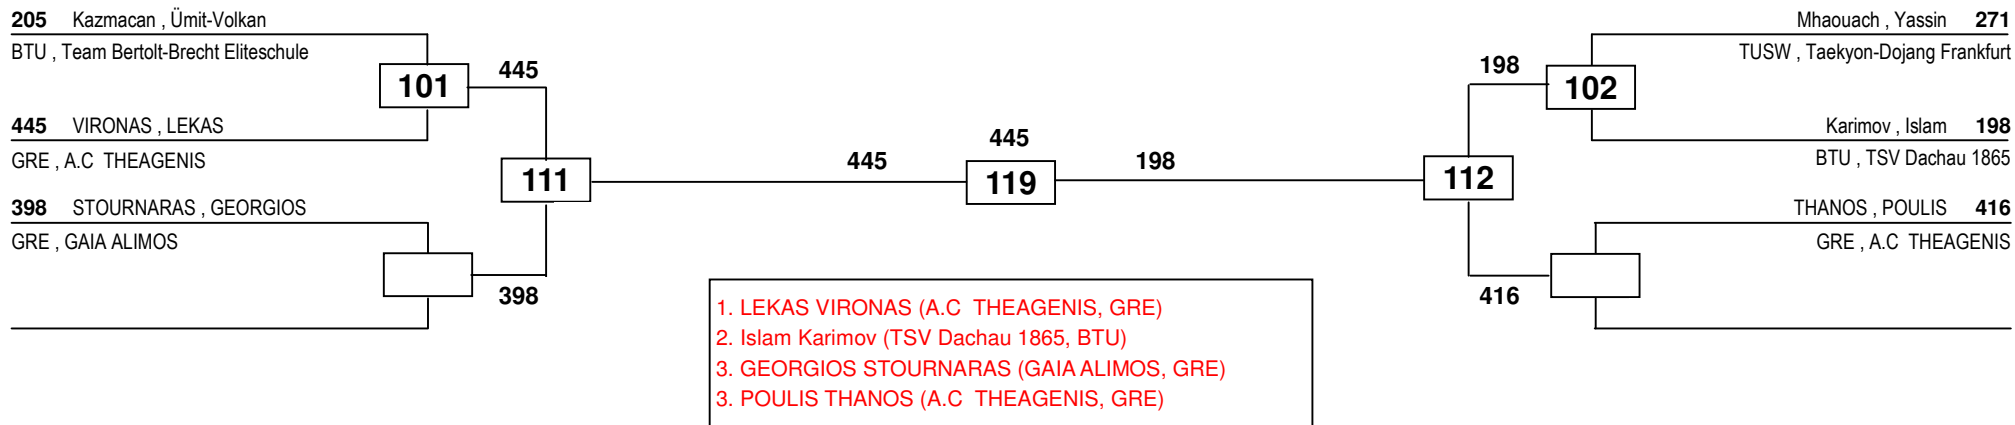 205 Kazmacan , Ümit-Volkan
BTU , Team Bertolt-Brecht Eliteschule
101
445
445 VIRONAS , LEKAS
GRE , A.C THEAGENIS
111
398 STOURNARAS , GEORGIOS
GRE , GAIA ALIMOS
398
445
445
119
198
Mhaouach , Yassin 271
TUSW , Taekyon-Dojang Frankfurt
198
102
Karimov , Islam 198
BTU , TSV Dachau 1865
112
THANOS , POULIS 416
GRE , A.C THEAGENIS
416
1. LEKAS VIRONAS (A.C THEAGENIS, GRE)
2. Islam Karimov (TSV Dachau 1865, BTU)
3. GEORGIOS STOURNARAS (GAIA ALIMOS, GRE)
3. POULIS THANOS (A.C THEAGENIS, GRE)